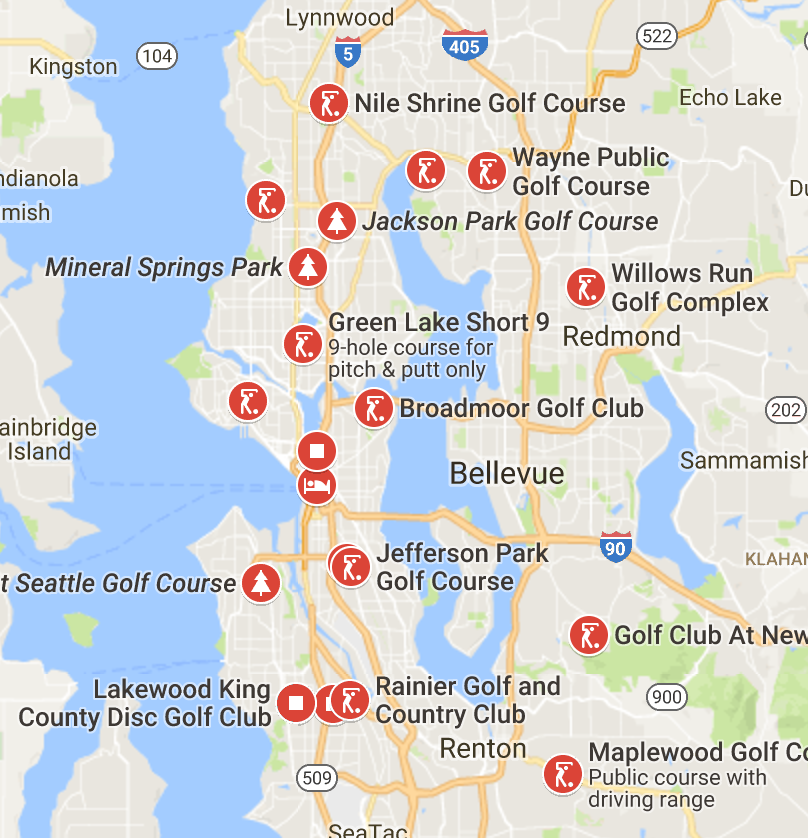 Lynnwood
5
405
522
104
Kingston
Echo Lake
Nile Shrine Golf Course
Wayne Public
Golf Course
ndianola
mish
Du
Jackson Park Golf Course
Mineral Springs Park
Willows Run
Golf Complex
Green Lake Short 9
9-hole course for
pitch & putt only
Redmond
Broadmoor Golf Club
202
ainbridge
Island
Bellevue
Sammamish
90
Jefferson Park
Golf Course
KLAHAN
t Seattle Golf Course
Golf Club At New
Lakewood King
County Disc Golf Club
Rainier Golf and
Country Club
900
Renton
Maplewood Golf Co
Public course with
driving range
509
SeaTac